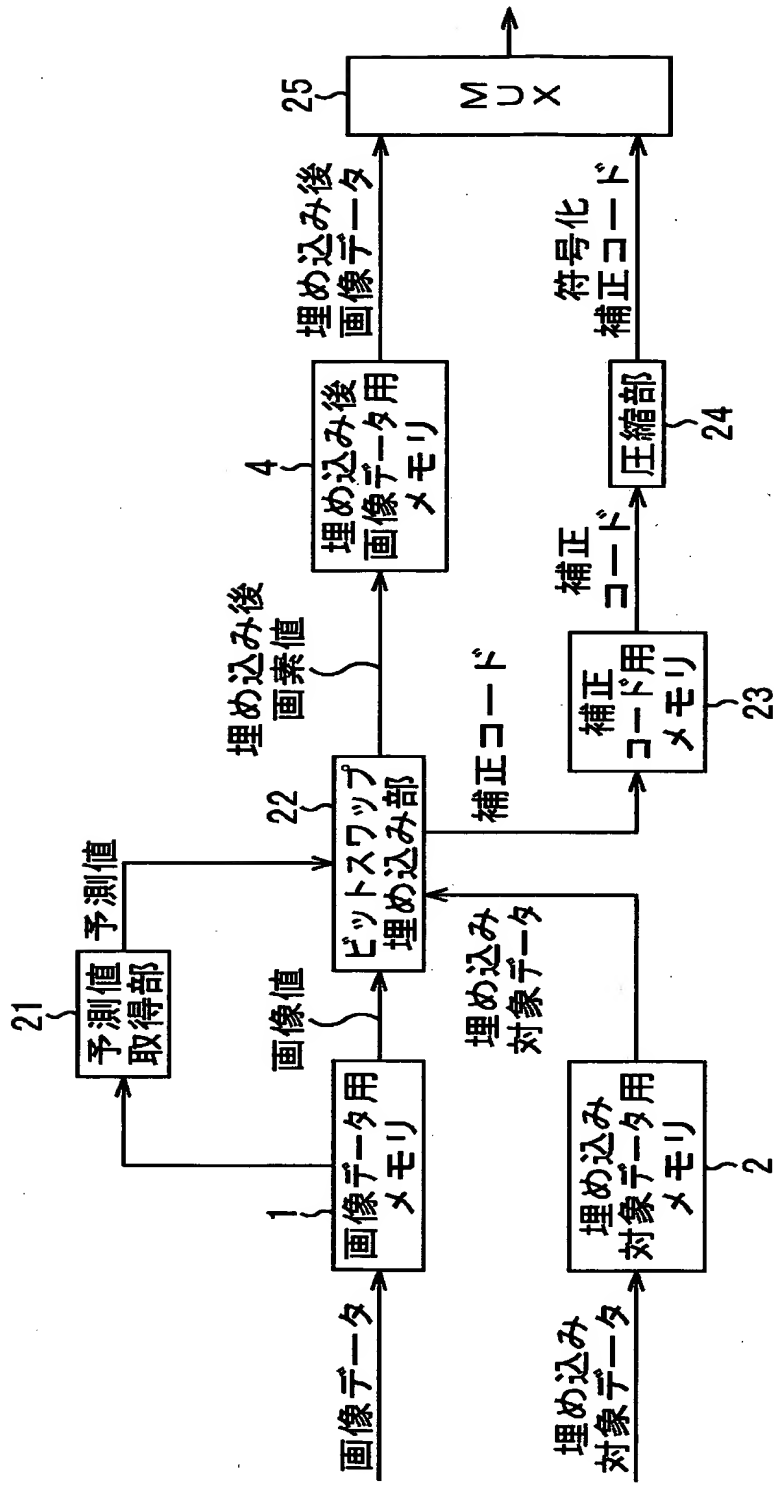 画像データ
1
画像データ用
メモリ
21
予測値
取得部
予測値
画像値
22
ビットスワップ
埋め込み部
埋め込み後
画素値
4
埋め込み後
画像データ用
メモリ
埋め込み後
画像データ
25
MUX
埋め込み
対象データ
埋め込み
対象データ用
メモリ
2
埋め込み
対象データ
補正コード
補正
コード用
メモリ
23
補正
コード
圧縮部
24
符号化
補正コード